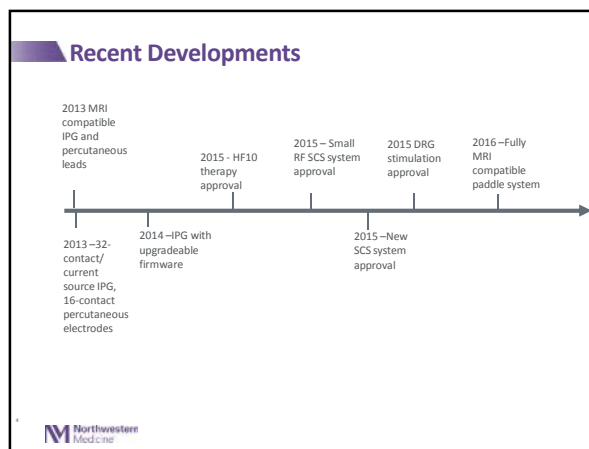 Recent Developments
2013 MRI
compatible
IPG and
percutaneous
leads
2015 - HF10
therapy
approval
2015 – Small
RF SCS system
approval
2015 DRG
stimulation
approval
2016 –Fully
MRI
compatible
paddle system
2013 –32-
contact/
current
source IPG,
16-contact
percutaneous
electrodes
2014 –IPG with
upgradeable
firmware
2015 –New
SCS system
approval
Northwestern
Medicine